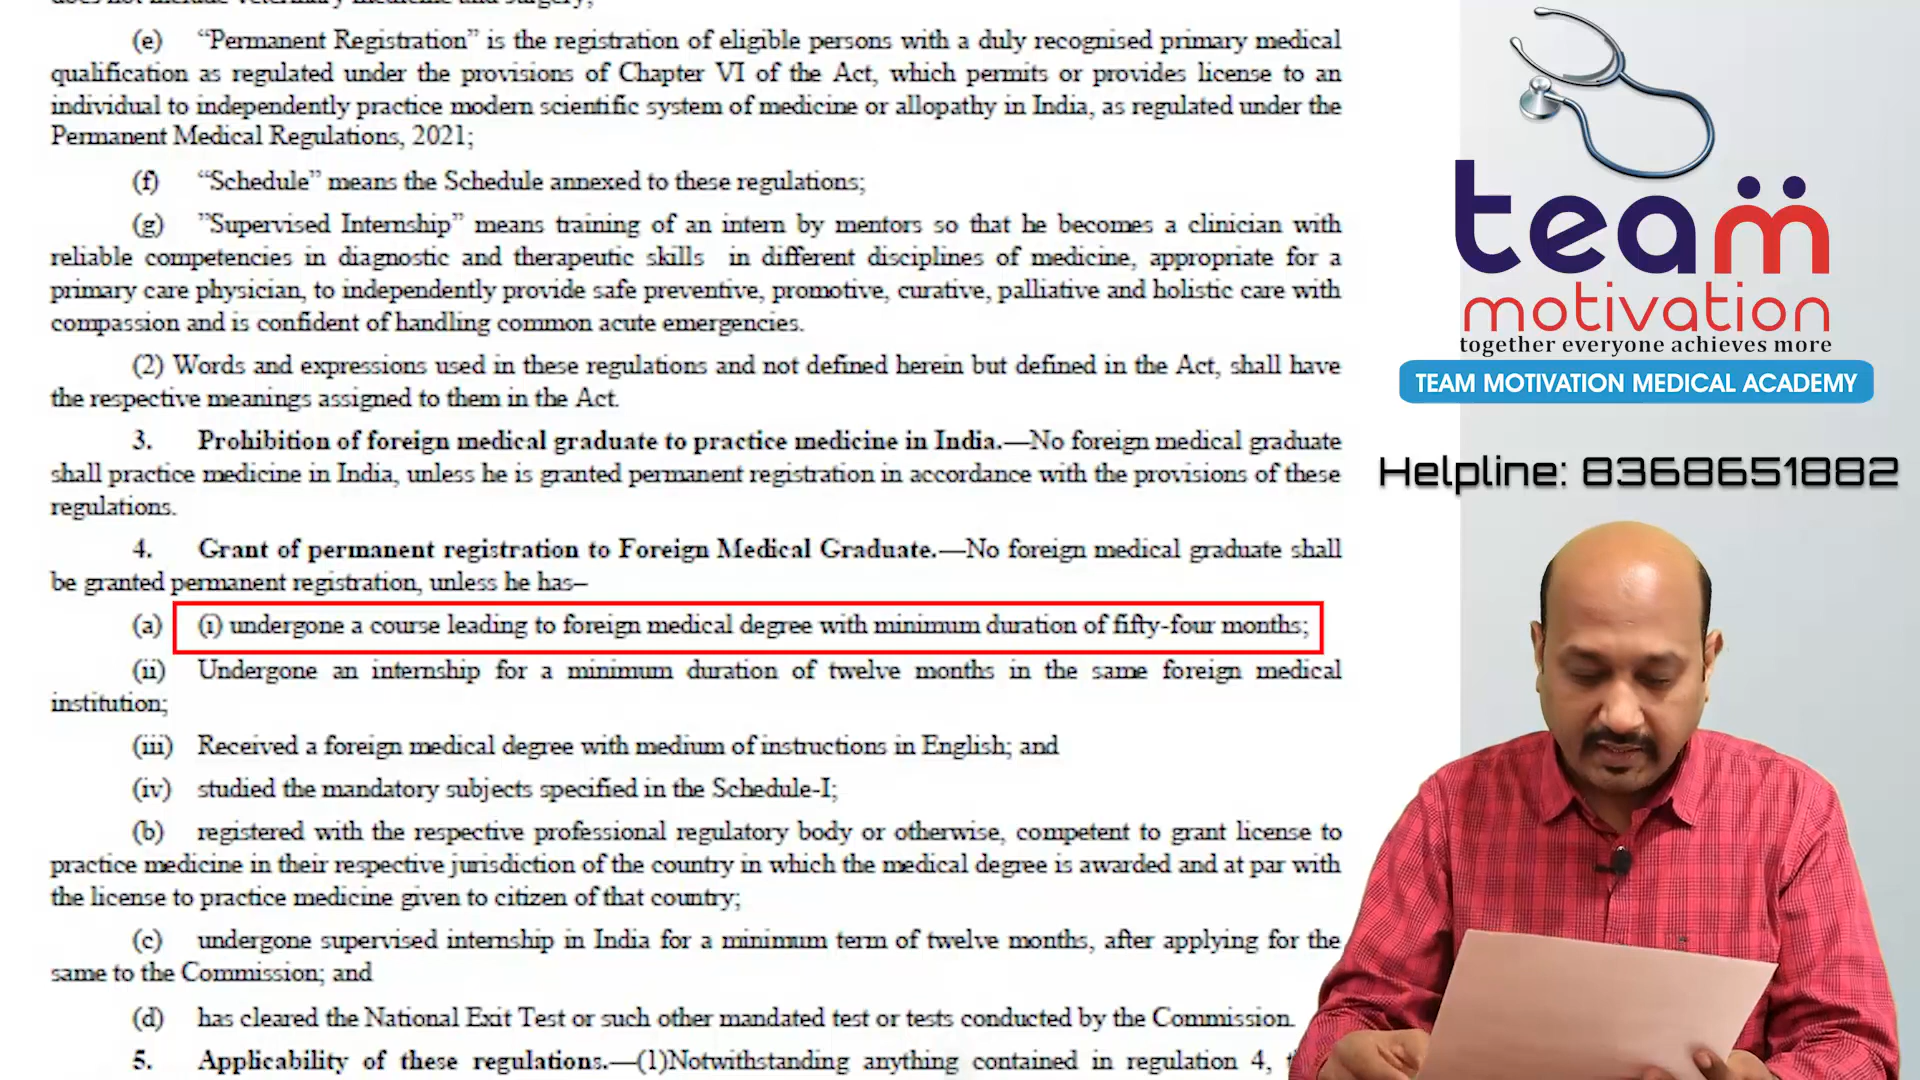 does not include veterinary medicine and surgery;
(e) “Permanent Registration” is the registration of eligible persons with a duly recognised primary medical
qualification as regulated under the provisions of Chapter VI of the Act, which permits or provides license to an
individual to independently practice modern scientific system of medicine or allopathy in India, as regulated under the
Permanent Medical Regulations, 2021;
(f) “Schedule” means the Schedule annexed to these regulations;
(g) ”Supervised Internship” means training of an intern by mentors so that he becomes a clinician with
reliable competencies in diagnostic and therapeutic skills in different disciplines of medicine, appropriate for a
primary care physician, to independently provide safe preventive, promotive, curative, palliative and holistic care with
compassion and is confident of handling common acute emergencies.
(2) Words and expressions used in these regulations and not defined herein but defined in the Act, shall have
the respective meanings assigned to them in the Act.
3. Prohibition of foreign medical graduate to practice medicine in India.—No foreign medical graduate
shall practice medicine in India, unless he is granted permanent registration in accordance with the provisions of these
regulations.
4. Grant of permanent registration to Foreign Medical Graduate.—No foreign medical graduate shall
be granted permanent registration, unless he has–
(a) (i) undergone a course leading to foreign medical degree with minimum duration of fifty-four months;
(ii) Undergone an internship for a minimum duration of twelve months in the same foreign medical
institution;
(iii) Received a foreign medical degree with medium of instructions in English; and
(iv) studied the mandatory subjects specified in the Schedule-I;
(b) registered with the respective professional regulatory body or otherwise, competent to grant license to
practice medicine in their respective jurisdiction of the country in which the medical degree is awarded and at par with
the license to practice medicine given to citizen of that country;
(c) undergone supervised internship in India for a minimum term of twelve months, after applying for the
same to the Commission; and
(d) has cleared the National Exit Test or such other mandated test or tests conducted by the Commission.
5. Applicability of these regulations.—(1)Notwithstanding anything contained in regulation 4,
team
motivation
together everyone achieves more
TEAM MOTIVATION MEDICAL ACADEMY
Helpline: 8368651882